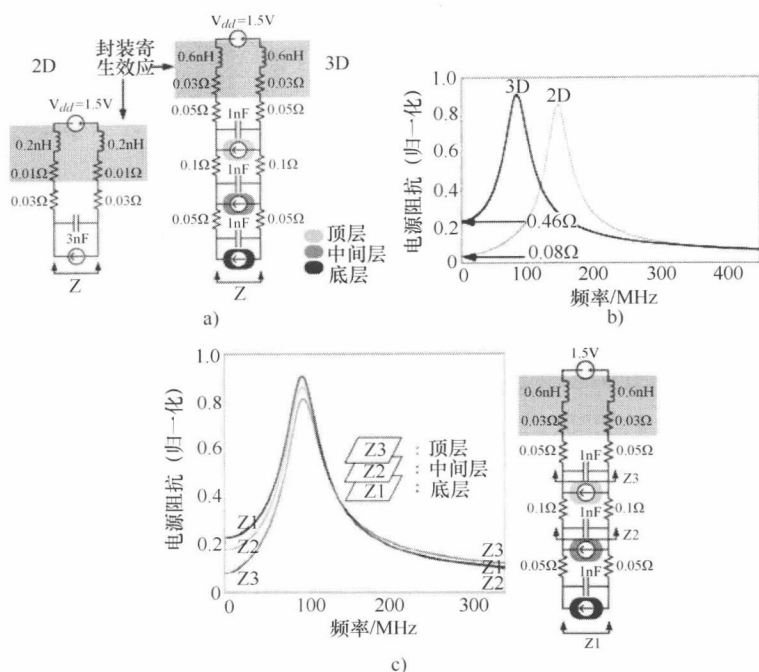 2D
封装寄
生效应
3D
V_dd=1.5V
V_dd=1.5V
0.2nH
0.2nH
0.01Ω
0.01Ω
0.03Ω
0.03Ω
3nF
Z
0.6nH
0.6nH
0.03Ω
0.03Ω
0.05Ω
0.05Ω
1nF
0.1Ω
0.1Ω
1nF
0.05Ω
0.05Ω
1nF
Z
顶层
中间层
底层
a)
电源阻抗（归一化）
1.0
0.8
0.6
0.4
0.2
0
3D
2D
0.46Ω
0.08Ω
0
100
200
300
400
频率/MHz
b)
电源阻抗（归一化）
1.0
0.8
0.6
0.4
0.2
0
Z1
Z2
Z3
Z3：顶层
Z2：中间层
Z1：底层
Z3
Z1
Z2
0
100
200
300
频率/MHz
1.5V
0.6nH
0.6nH
0.03Ω
0.03Ω
0.05Ω
0.05Ω
1nF
Z3
0.1Ω
0.1Ω
1nF
Z2
0.05Ω
0.05Ω
1nF
Z1
c)